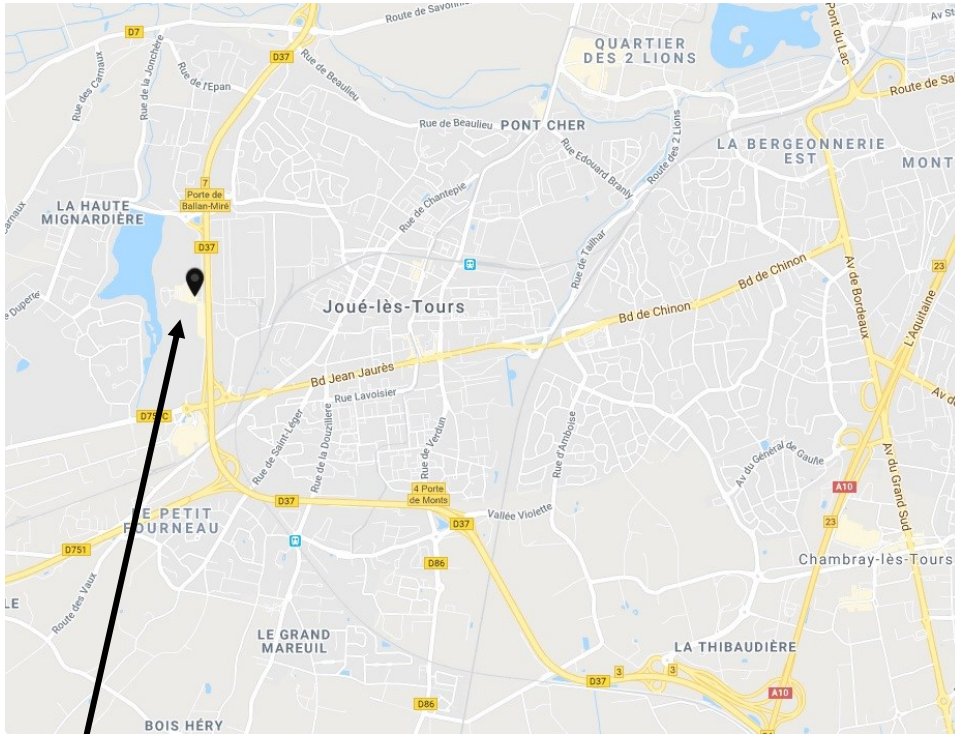 Route de Savonniè
D7
D37
Rue des Carnaux
Rue de la Jonchère
Rue de l'Epan
Rue de Beaulieu
QUARTIER
DES 2 LIONS
Pont du Lac
Av St
Route de Sa
Rue de Beaulieu
PONT CHER
Rue Edouard Branly
Route des 2 Lions
LA BERGEONNERIE
EST
MONT
7
Porte de
Ballan-Miré
LA HAUTE
MIGNARDIÈRE
Carnaux
Rue de Chantepie
D37
Rue de Tailhar
23
e Duperré
Joué-lès-Tours
Bd de Chinon
Bd de Chinon
Av de Bordeaux
L'Aquitaine
Bd Jean Jaurès
Rue Lavoisier
Av de
D751C
Rue de Saint-Léger
Rue de la Douzillere
Rue de Verdun
Rue d'Amboise
Av du Général de Gaulle
Av du Grand Sud
4 Porte
de Monts
D37
A10
LE PETIT
FOURNEAU
Vallée Violette
D37
23
D751
D86
Chambray-lès-Tours
Route des Vaux
LE
LE GRAND
MAREUIL
LA THIBAUDIÈRE
3
3
D37
A10
D86
BOIS HÉRY